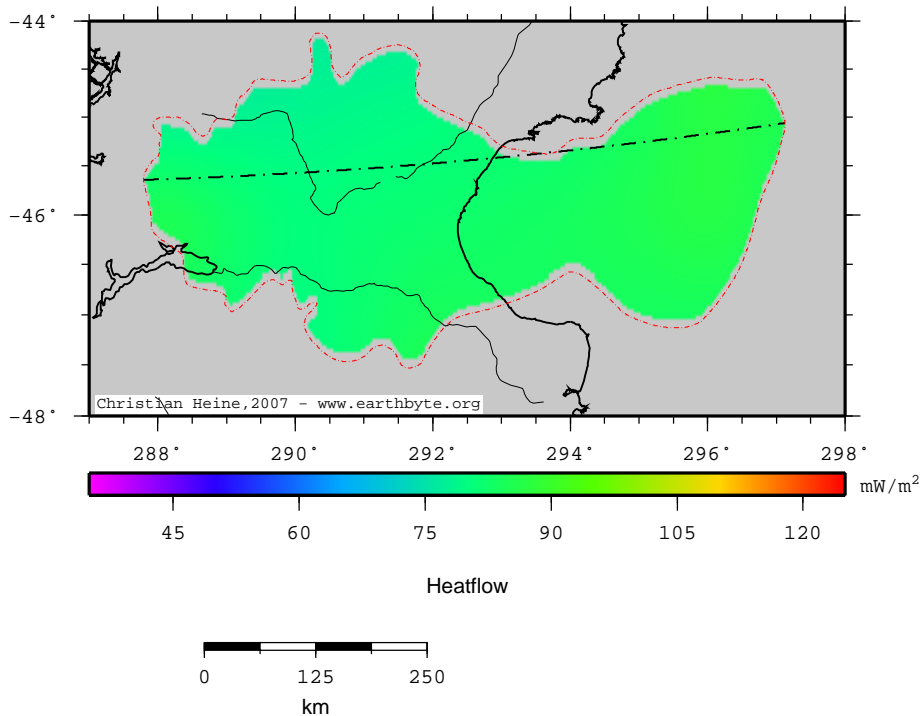 -44°
-46°
-48°
Christian Heine,2007 - www.earthbyte.org
288° 290° 292° 294° 296° 298°
mW/m²
45 60 75 90 105 120
Heatflow
0 125 250
km